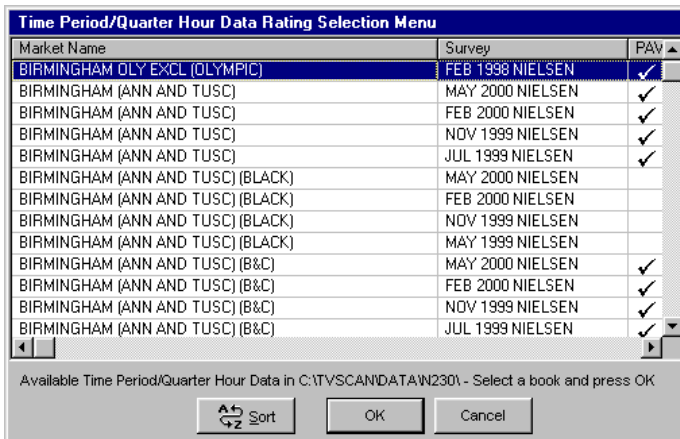 Time Period/Quarter Hour Data Rating Selection Menu
Market Name Survey PAV
BIRMINGHAM OLY EXCL (OLYMPIC) FEB 1998 NIELSEN ✓
BIRMINGHAM (ANN AND TUSC) MAY 2000 NIELSEN ✓
BIRMINGHAM (ANN AND TUSC) FEB 2000 NIELSEN ✓
BIRMINGHAM (ANN AND TUSC) NOV 1999 NIELSEN ✓
BIRMINGHAM (ANN AND TUSC) JUL 1999 NIELSEN ✓
BIRMINGHAM (ANN AND TUSC) (BLACK) MAY 2000 NIELSEN
BIRMINGHAM (ANN AND TUSC) (BLACK) FEB 2000 NIELSEN
BIRMINGHAM (ANN AND TUSC) (BLACK) NOV 1999 NIELSEN
BIRMINGHAM (ANN AND TUSC) (BLACK) MAY 1999 NIELSEN
BIRMINGHAM (ANN AND TUSC) (B&C) MAY 2000 NIELSEN ✓
BIRMINGHAM (ANN AND TUSC) (B&C) FEB 2000 NIELSEN ✓
BIRMINGHAM (ANN AND TUSC) (B&C) NOV 1999 NIELSEN ✓
BIRMINGHAM (ANN AND TUSC) (B&C) JUL 1999 NIELSEN ✓
Available Time Period/Quarter Hour Data in C:\TVSCAN\DATA\N230\ - Select a book and press OK
A Z Sort OK Cancel